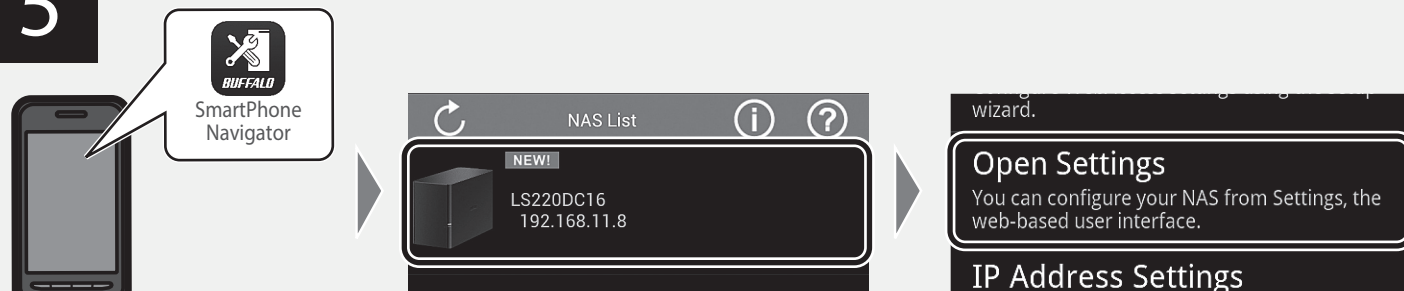 5
BUFFALO
SmartPhone
Navigator
NAS List
NEW!
LS220DC16
192.168.11.8
wizard.
Open Settings
You can configure your NAS from Settings, the
web-based user interface.
IP Address Settings